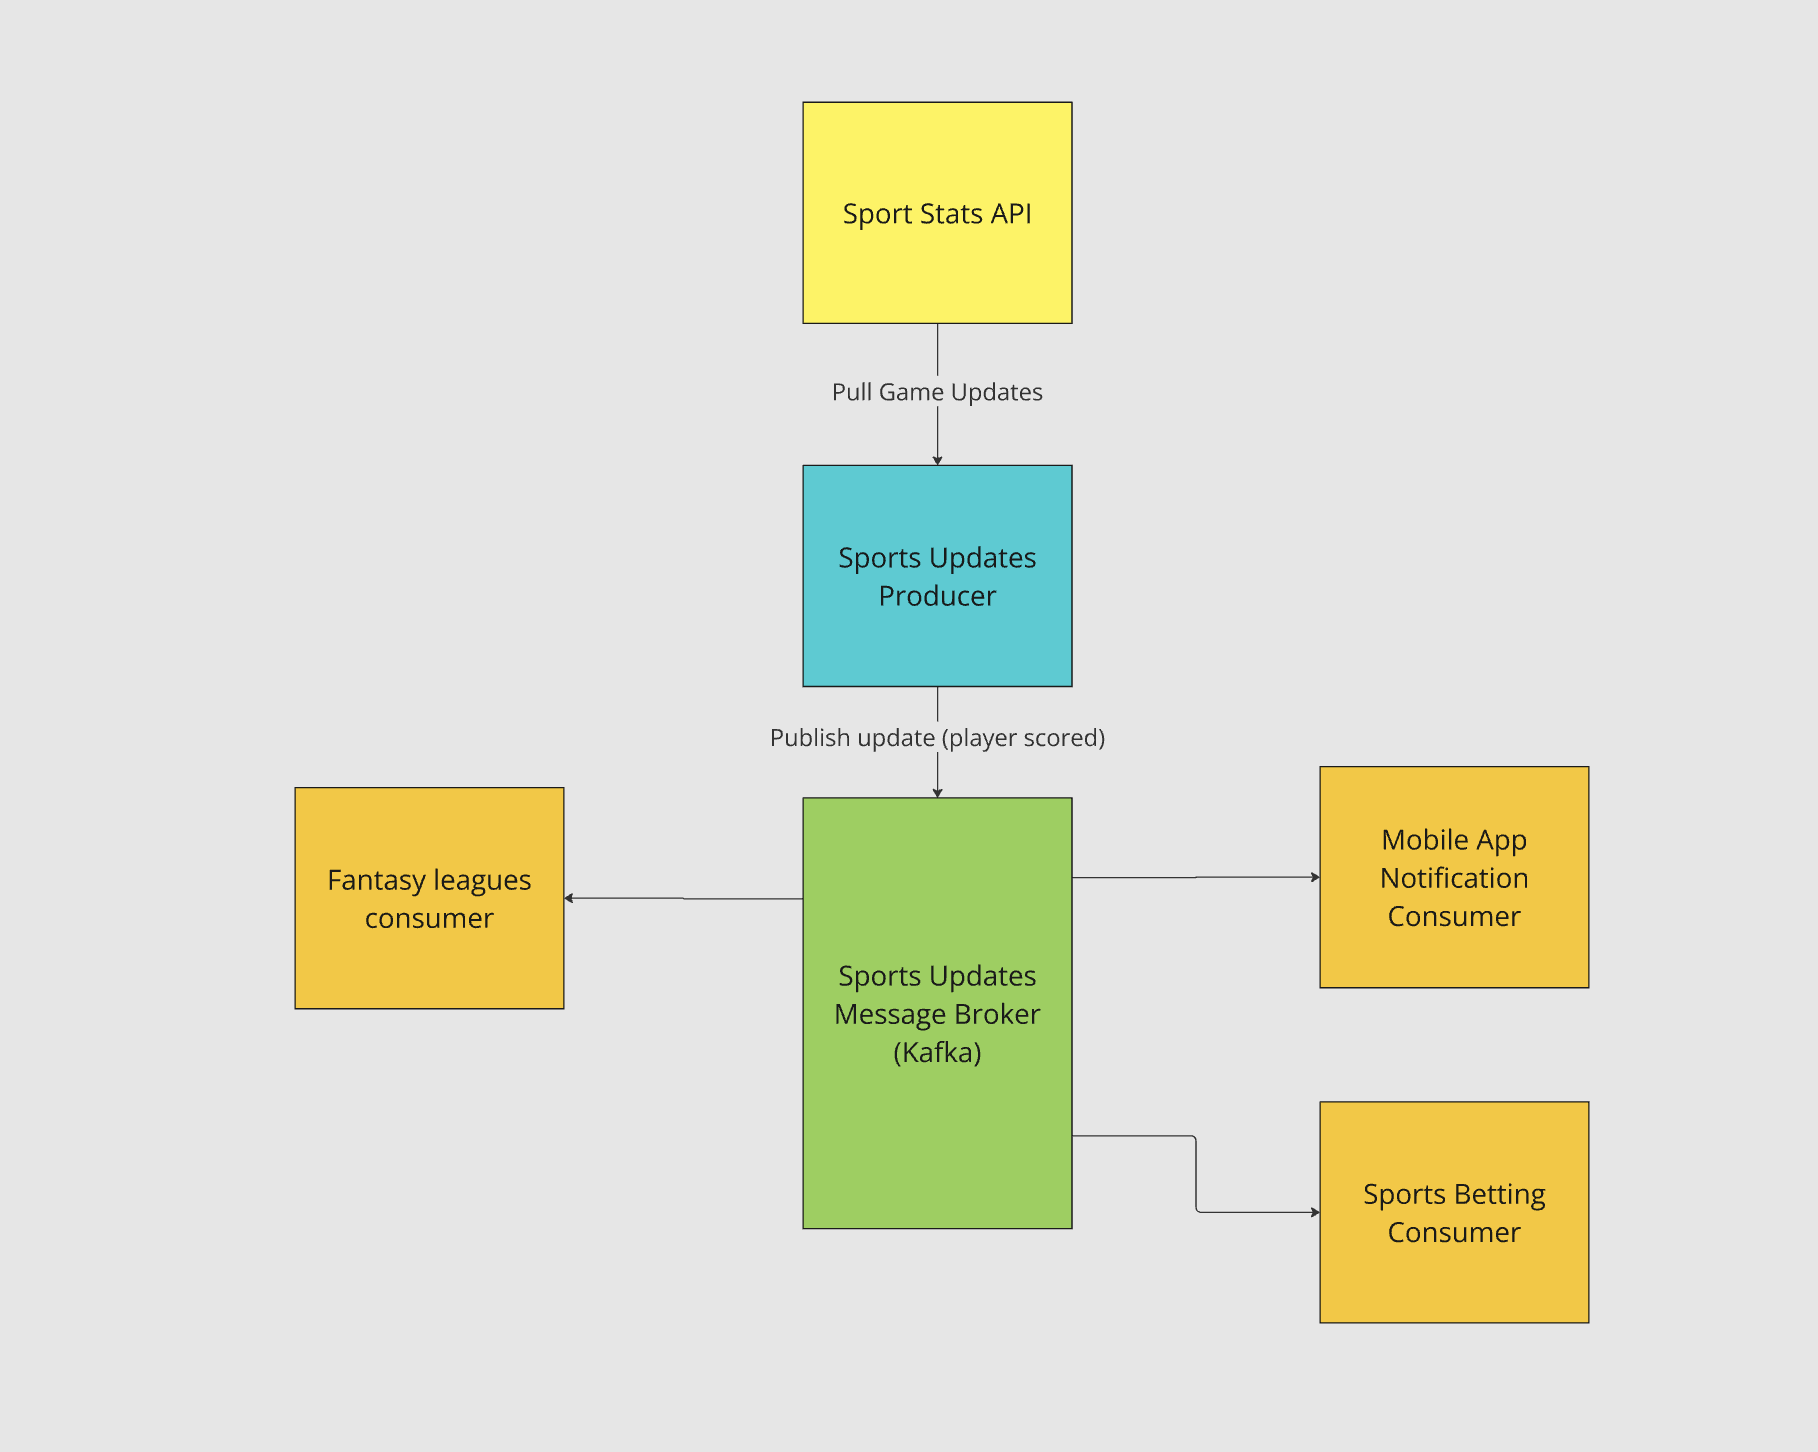 Sport Stats API
Pull Game Updates
Sports Updates
Producer
Publish update (player scored)
Fantasy leagues
consumer
Sports Updates
Message Broker
(Kafka)
Mobile App
Notification
Consumer
Sports Betting
Consumer